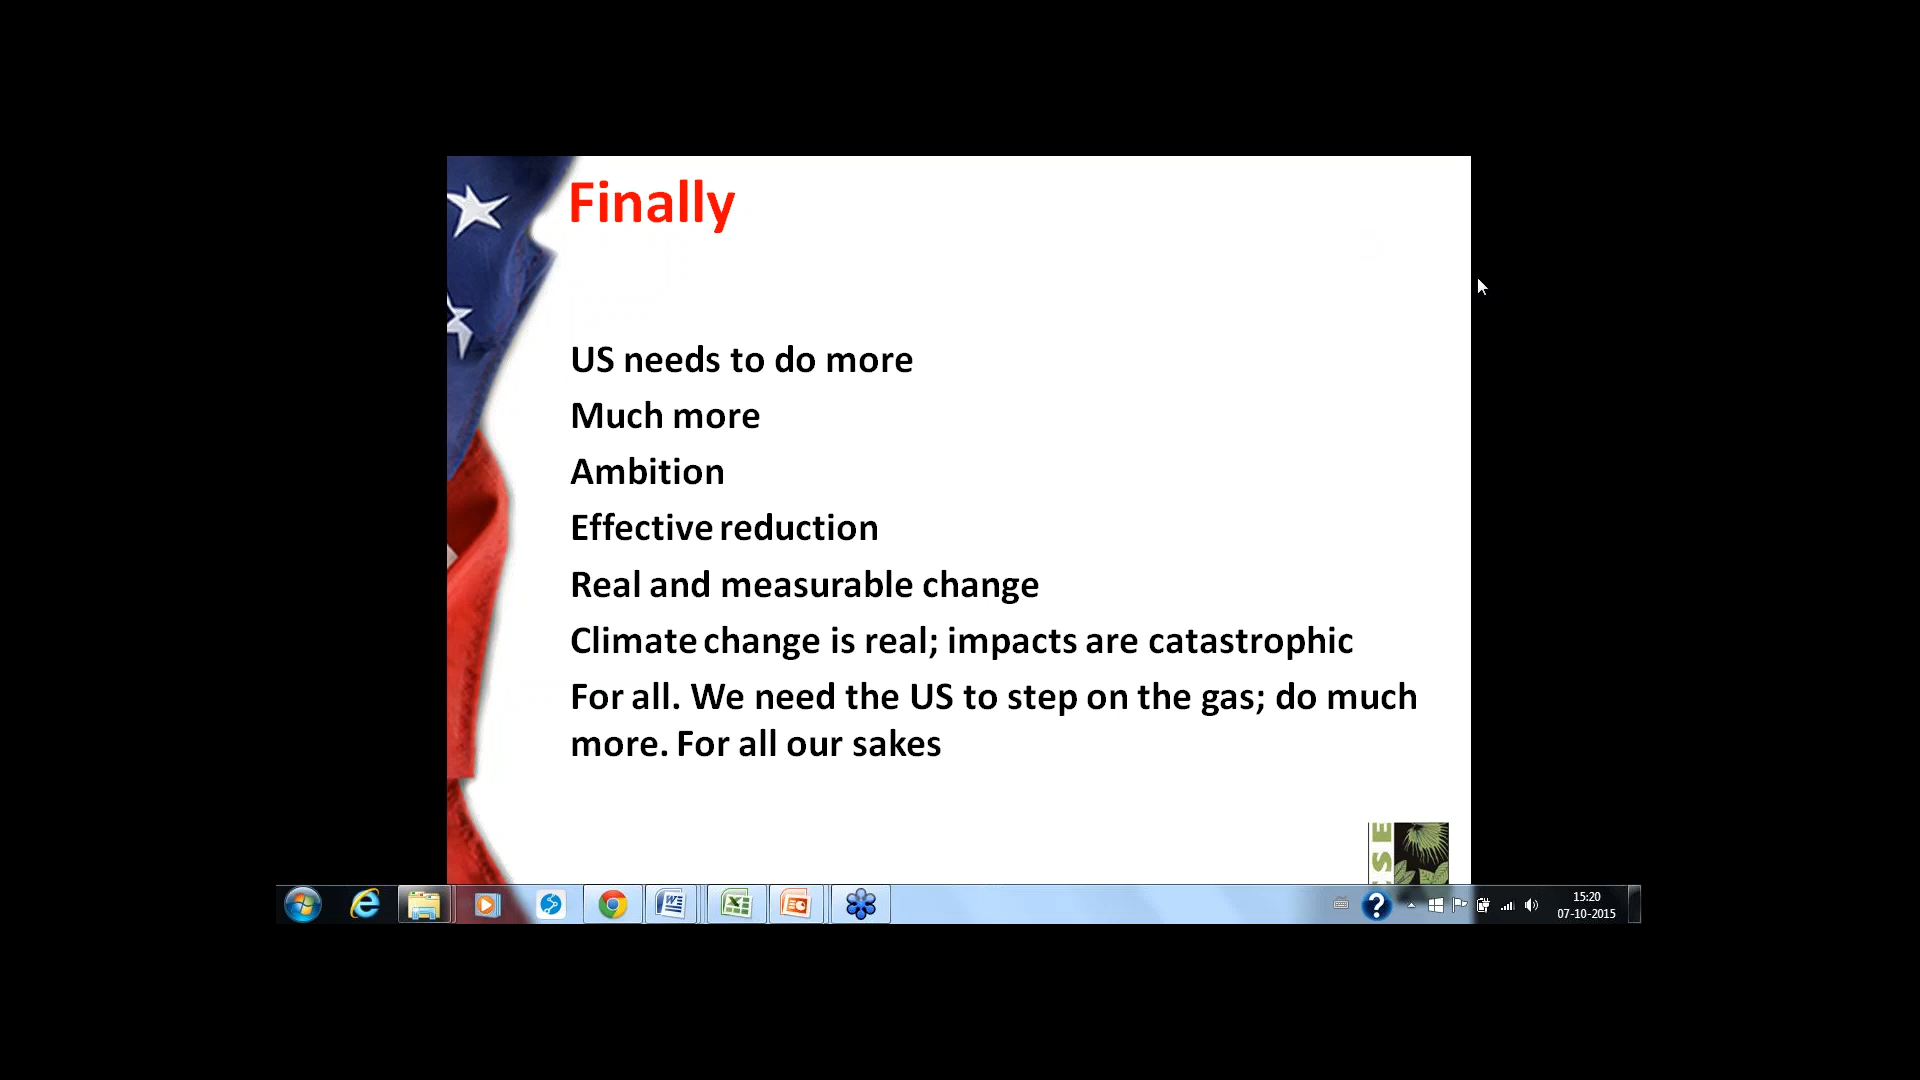 Finally
US needs to do more
Much more
Ambition
Effective reduction
Real and measurable change
Climate change is real; impacts are catastrophic
For all. We need the US to step on the gas; do much
more. For all our sakes
SE
15:20
07-10-2015